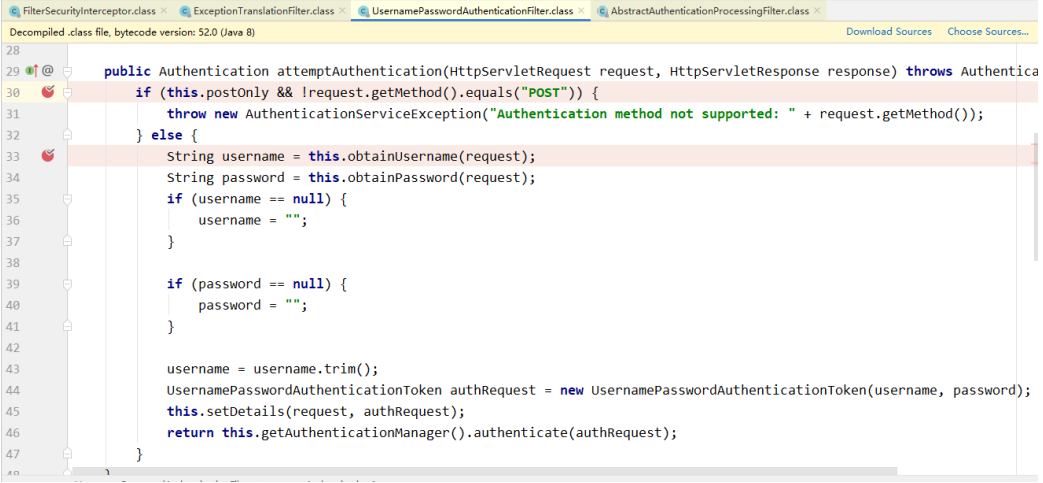 FilterSecurityInterceptor.class × ExceptionTranslationFilter.class × UsernamePasswordAuthenticationFilter.class × AbstractAuthenticationProcessingFilter.class ×
Decompiled .class file, bytecode version: 52.0 (Java 8) Download Sources Choose Sources...
28
29 @ public Authentication attemptAuthentication(HttpServletRequest request, HttpServletResponse response) throws Authentica
30 if (this.postOnly && !request.getMethod().equals("POST")) {
31 throw new AuthenticationServiceException("Authentication method not supported: " + request.getMethod());
32 } else {
33 String username = this.obtainUsername(request);
34 String password = this.obtainPassword(request);
35 if (username == null) {
36 username = "";
37 }
38
39 if (password == null) {
40 password = "";
41 }
42
43 username = username.trim();
44 UsernamePasswordAuthenticationToken authRequest = new UsernamePasswordAuthenticationToken(username, password);
45 this.setDetails(request, authRequest);
46 return this.getAuthenticationManager().authenticate(authRequest);
47 }
48 }